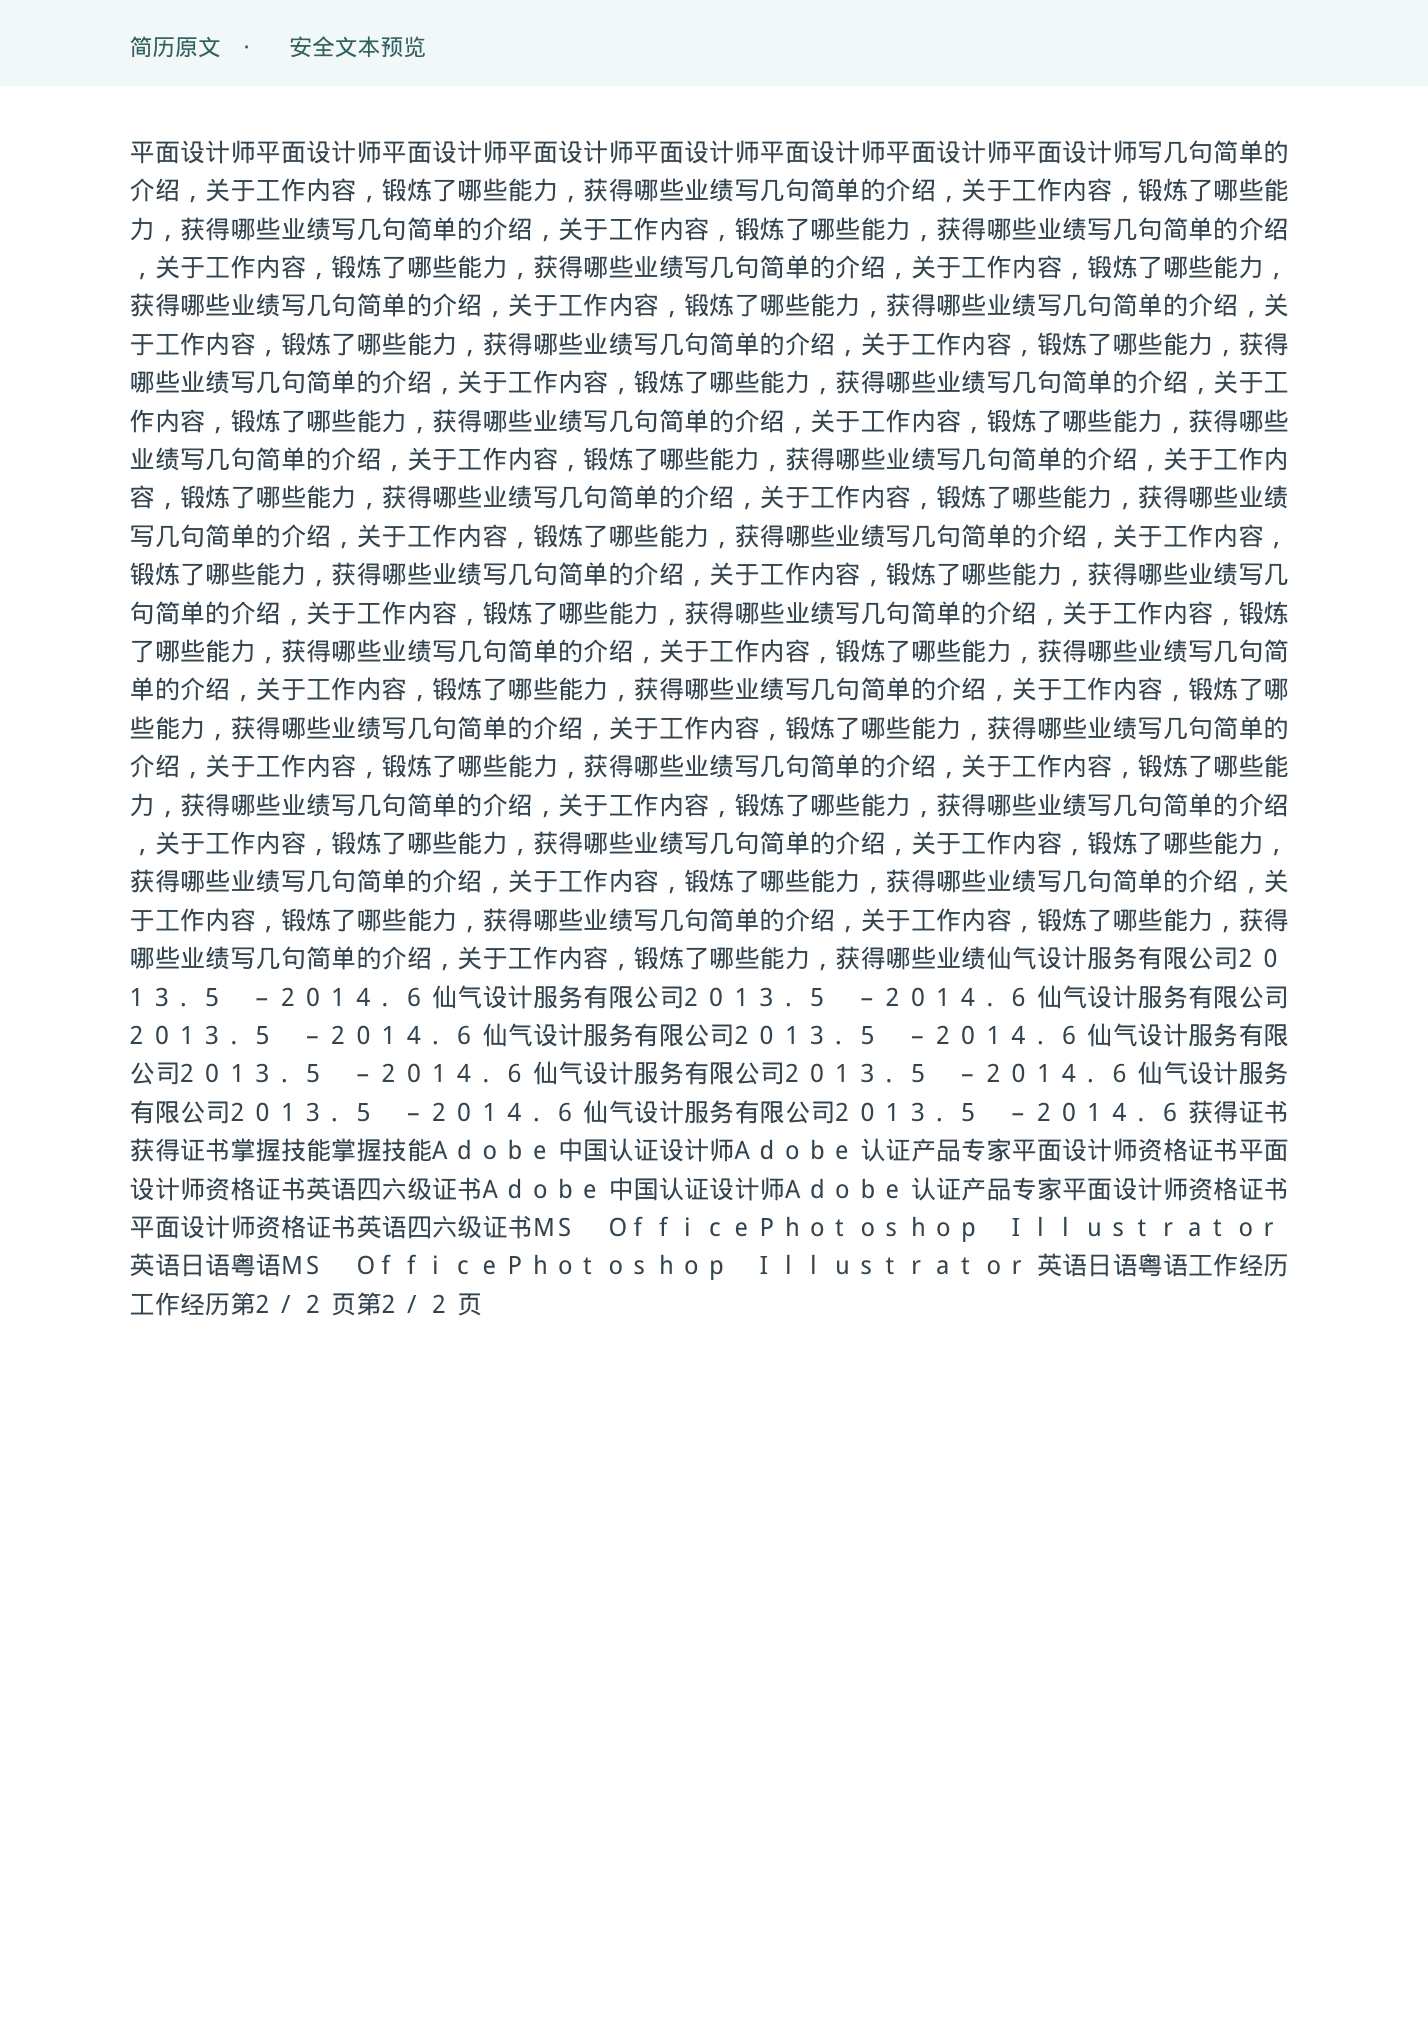 简历原文 · 安全文本预览
平面设计师平面设计师平面设计师平面设计师平面设计师平面设计师平面设计师平面设计师写几句简单的
介绍，关于工作内容，锻炼了哪些能力，获得哪些业绩写几句简单的介绍，关于工作内容，锻炼了哪些能
力，获得哪些业绩写几句简单的介绍，关于工作内容，锻炼了哪些能力，获得哪些业绩写几句简单的介绍
，关于工作内容，锻炼了哪些能力，获得哪些业绩写几句简单的介绍，关于工作内容，锻炼了哪些能力，
获得哪些业绩写几句简单的介绍，关于工作内容，锻炼了哪些能力，获得哪些业绩写几句简单的介绍，关
于工作内容，锻炼了哪些能力，获得哪些业绩写几句简单的介绍，关于工作内容，锻炼了哪些能力，获得
哪些业绩写几句简单的介绍，关于工作内容，锻炼了哪些能力，获得哪些业绩写几句简单的介绍，关于工
作内容，锻炼了哪些能力，获得哪些业绩写几句简单的介绍，关于工作内容，锻炼了哪些能力，获得哪些
业绩写几句简单的介绍，关于工作内容，锻炼了哪些能力，获得哪些业绩写几句简单的介绍，关于工作内
容，锻炼了哪些能力，获得哪些业绩写几句简单的介绍，关于工作内容，锻炼了哪些能力，获得哪些业绩
写几句简单的介绍，关于工作内容，锻炼了哪些能力，获得哪些业绩写几句简单的介绍，关于工作内容，
锻炼了哪些能力，获得哪些业绩写几句简单的介绍，关于工作内容，锻炼了哪些能力，获得哪些业绩写几
句简单的介绍，关于工作内容，锻炼了哪些能力，获得哪些业绩写几句简单的介绍，关于工作内容，锻炼
了哪些能力，获得哪些业绩写几句简单的介绍，关于工作内容，锻炼了哪些能力，获得哪些业绩写几句简
单的介绍，关于工作内容，锻炼了哪些能力，获得哪些业绩写几句简单的介绍，关于工作内容，锻炼了哪
些能力，获得哪些业绩写几句简单的介绍，关于工作内容，锻炼了哪些能力，获得哪些业绩写几句简单的
介绍，关于工作内容，锻炼了哪些能力，获得哪些业绩写几句简单的介绍，关于工作内容，锻炼了哪些能
力，获得哪些业绩写几句简单的介绍，关于工作内容，锻炼了哪些能力，获得哪些业绩写几句简单的介绍
，关于工作内容，锻炼了哪些能力，获得哪些业绩写几句简单的介绍，关于工作内容，锻炼了哪些能力，
获得哪些业绩写几句简单的介绍，关于工作内容，锻炼了哪些能力，获得哪些业绩写几句简单的介绍，关
于工作内容，锻炼了哪些能力，获得哪些业绩写几句简单的介绍，关于工作内容，锻炼了哪些能力，获得
哪些业绩写几句简单的介绍，关于工作内容，锻炼了哪些能力，获得哪些业绩仙气设计服务有限公司20
13.5 –2014.6仙气设计服务有限公司2013.5 –2014.6仙气设计服务有限公司
2013.5 –2014.6仙气设计服务有限公司2013.5 –2014.6仙气设计服务有限
公司2013.5 –2014.6仙气设计服务有限公司2013.5 –2014.6仙气设计服务
有限公司2013.5 –2014.6仙气设计服务有限公司2013.5 –2014.6获得证书
获得证书掌握技能掌握技能Adobe中国认证设计师Adobe认证产品专家平面设计师资格证书平面
设计师资格证书英语四六级证书Adobe中国认证设计师Adobe认证产品专家平面设计师资格证书
平面设计师资格证书英语四六级证书MS OfficePhotoshop Illustrator
英语日语粤语MS OfficePhotoshop Illustrator英语日语粤语工作经历
工作经历第2/2页第2/2页